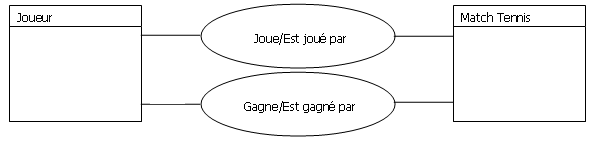 Joueur
Match Tennis
Joue/Est joué par
Gagne/Est gagné par